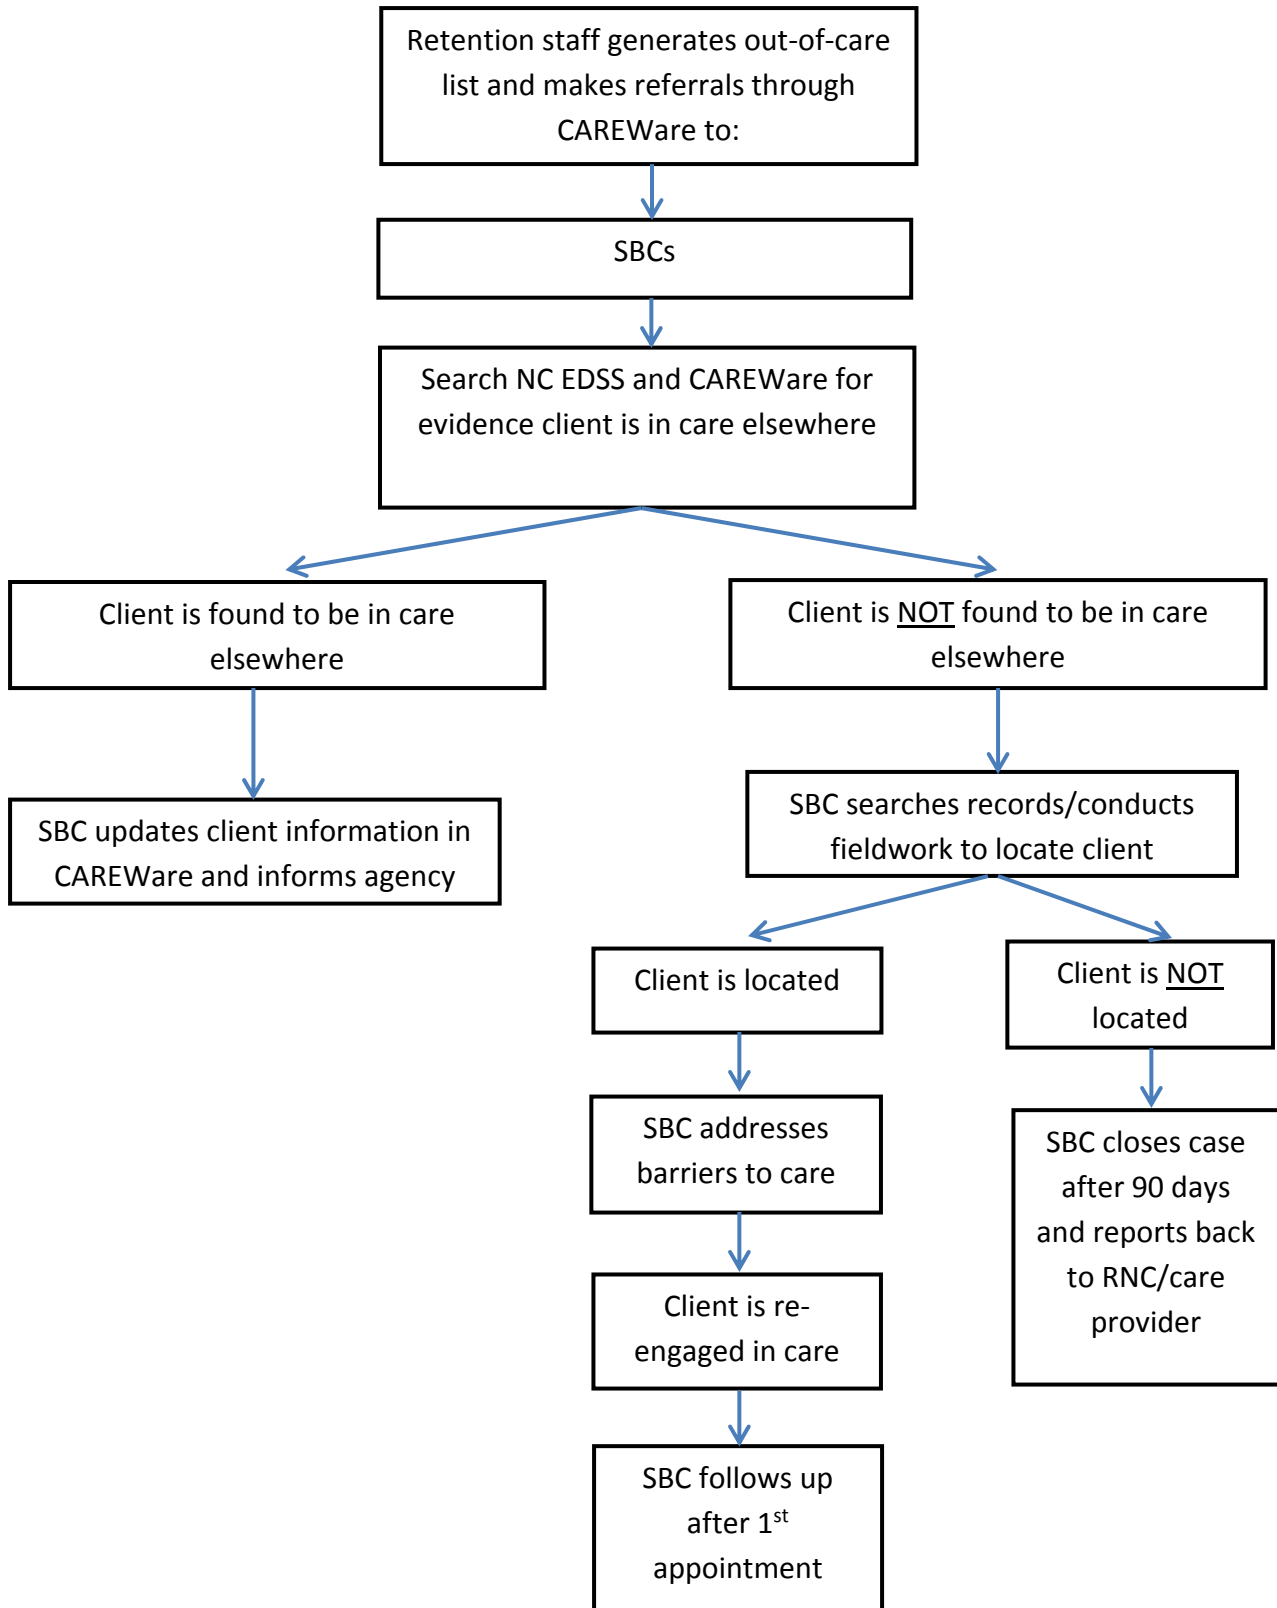 Retention staff generates out-of-care
list and makes referrals through
CAREWare to:
SBCs
Search NC EDSS and CAREWare for
evidence client is in care elsewhere
Client is found to be in care
elsewhere
Client is NOT found to be in care
elsewhere
SBC updates client information in
CAREWare and informs agency
SBC searches records/conducts
fieldwork to locate client
Client is located
Client is NOT
located
SBC addresses
barriers to care
SBC closes case
after 90 days
and reports back
to RNC/care
provider
Client is re-
engaged in care
SBC follows up
after 1st
appointment